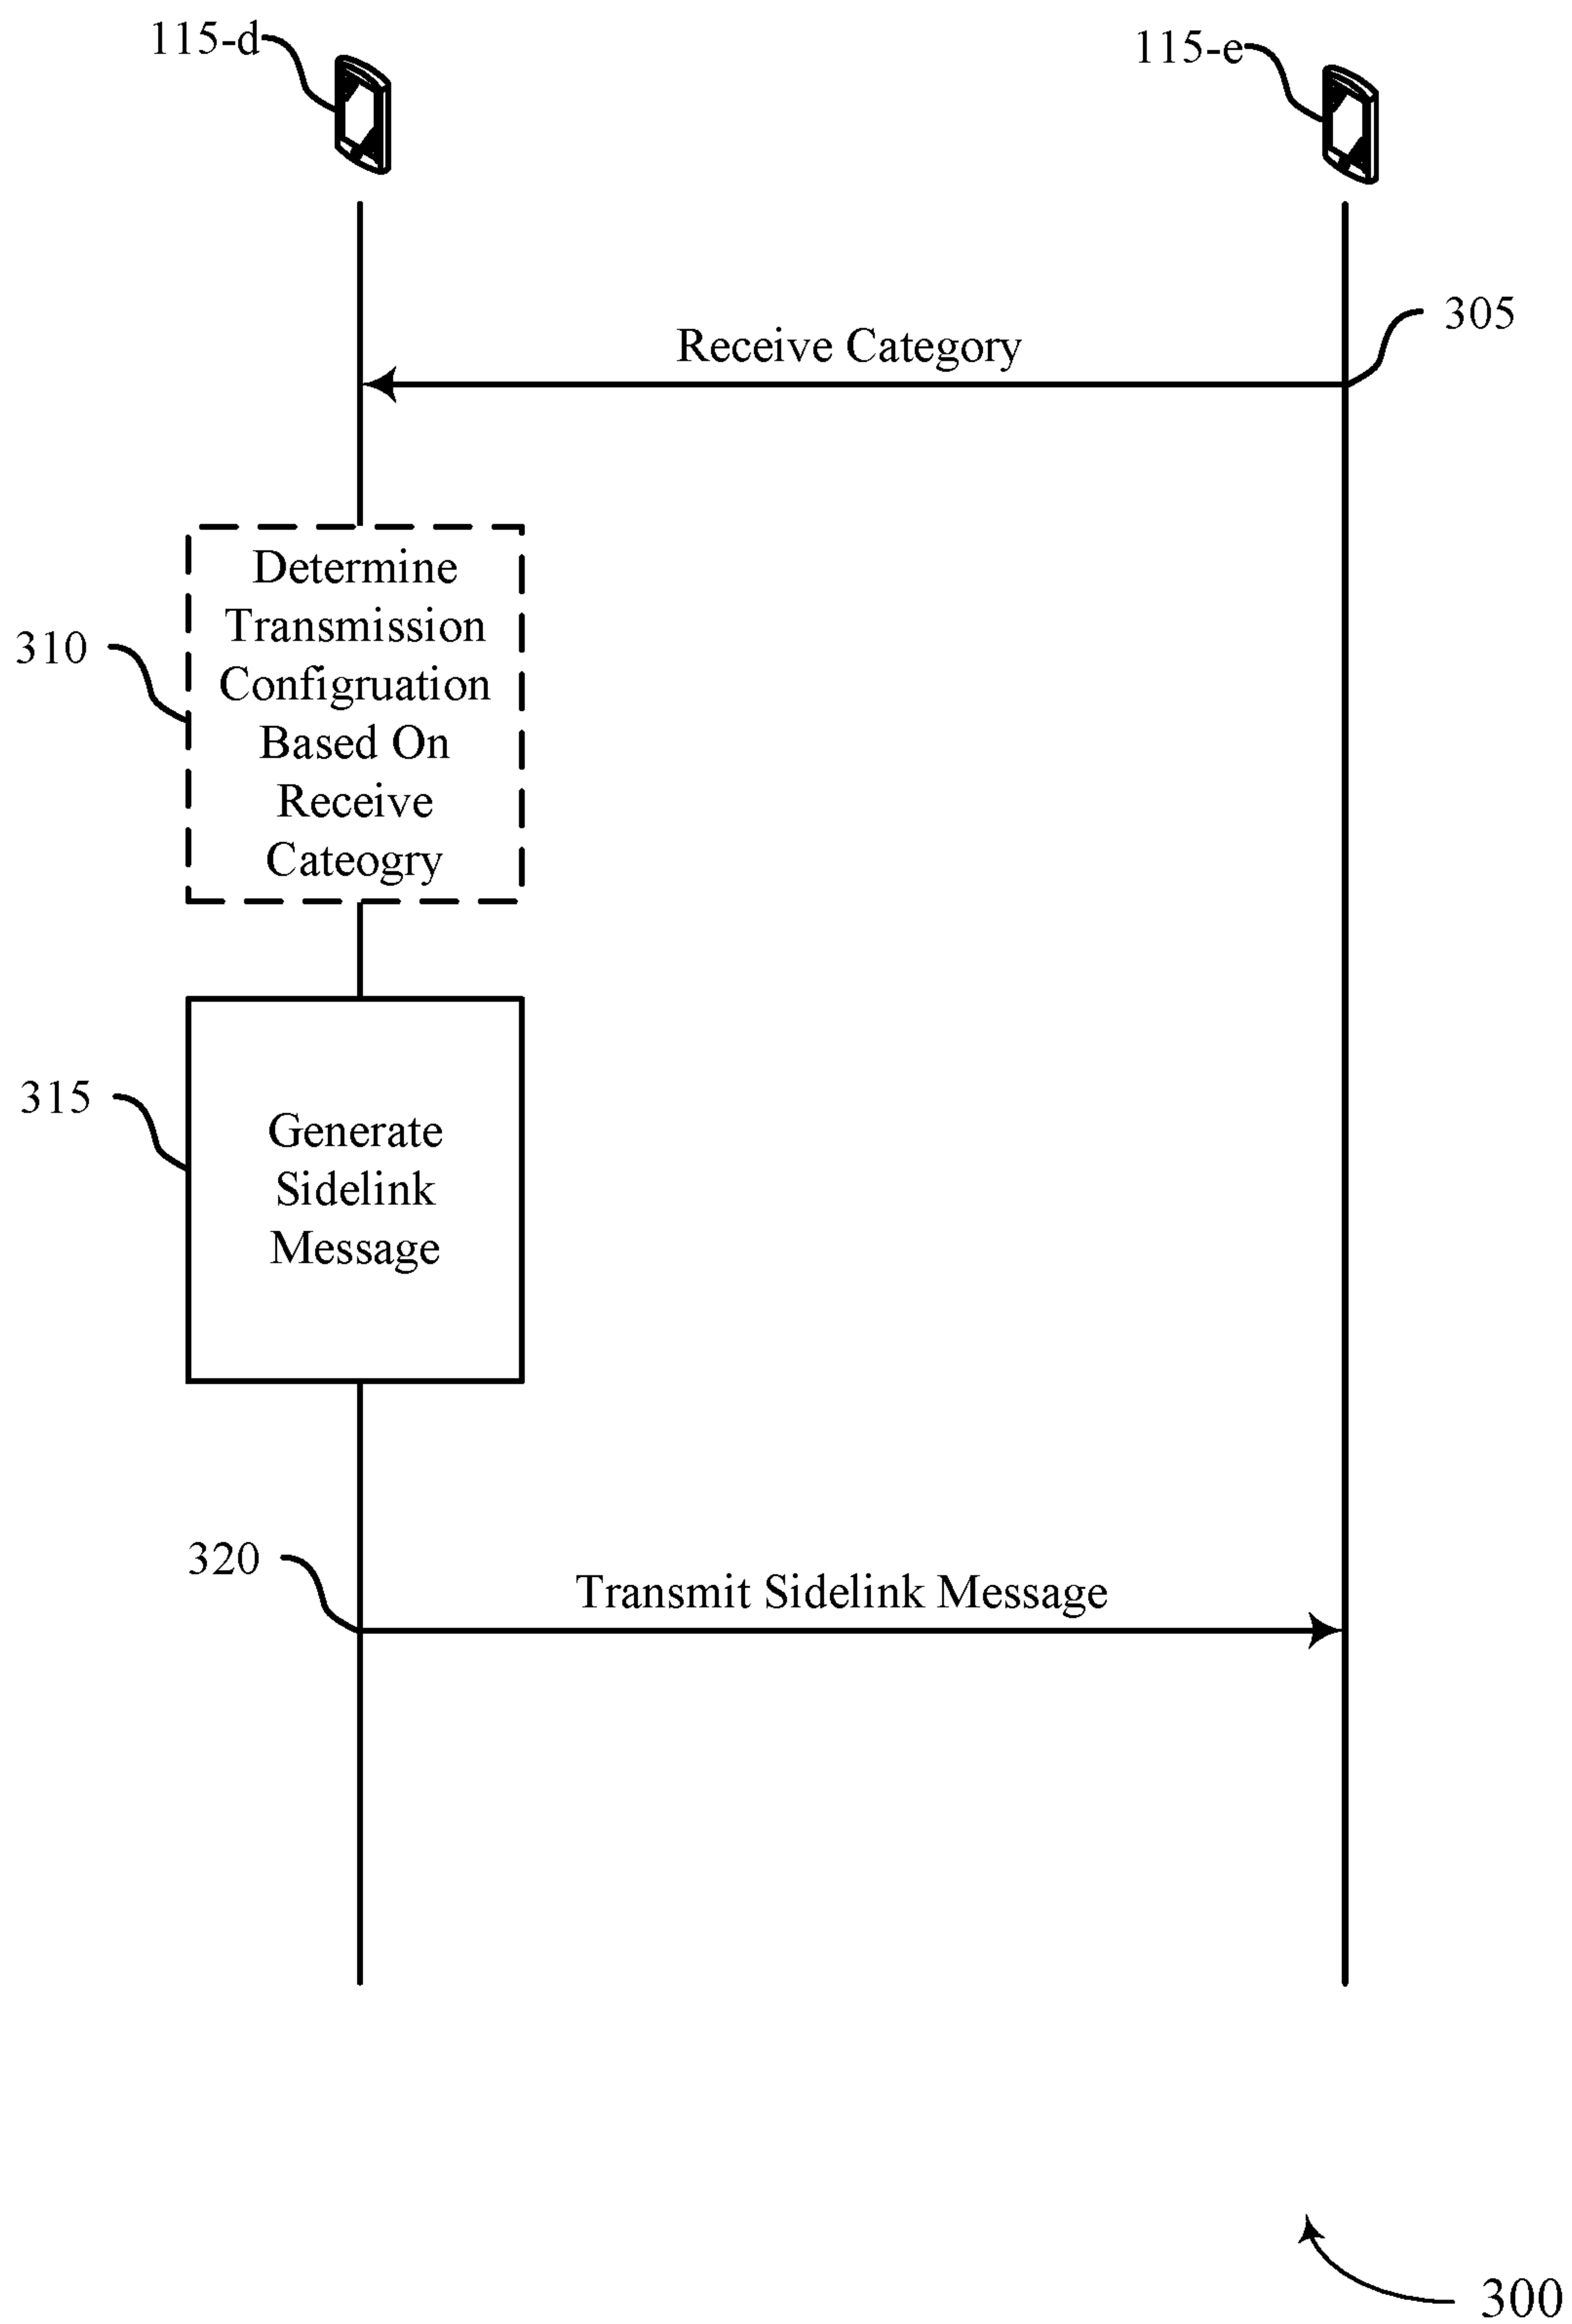 115-d
115-e
305
Receive Category
310
Determine
Transmission
Configruation
Based On
Receive
Cateogry
315
Generate
Sidelink
Message
320
Transmit Sidelink Message
300